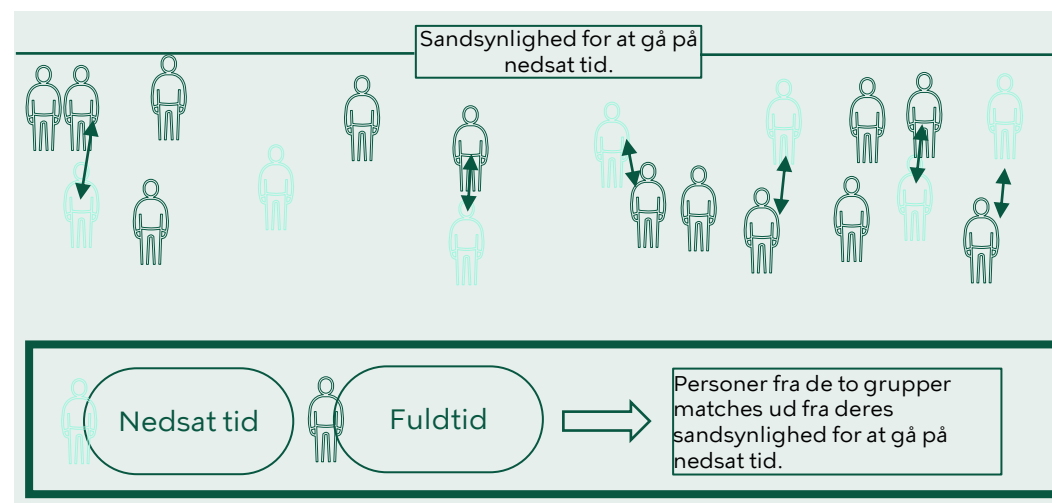 Sandsynlighed for at gå på
nedsat tid.
Nedsat tid
Fuldtid
Personer fra de to grupper
matches ud fra deres
sandsynlighed for at gå på
nedsat tid.